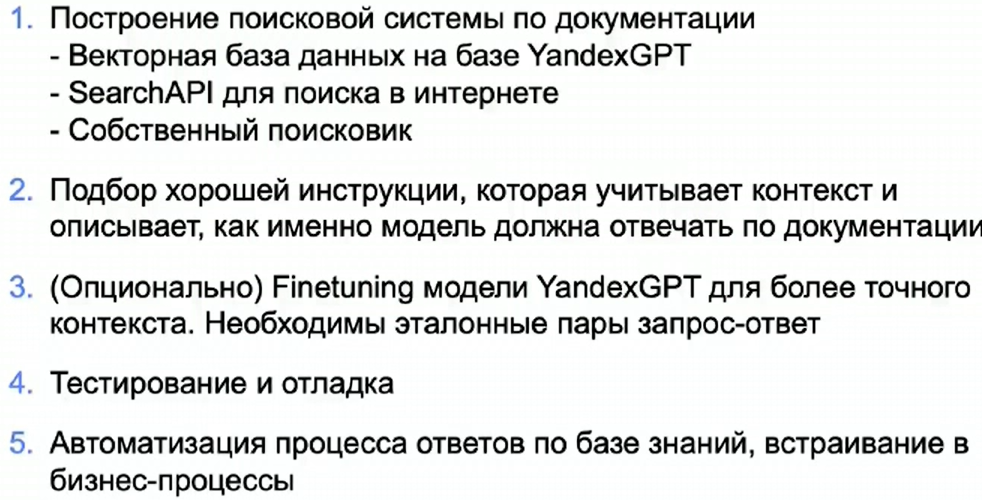 1. Построение поисковой системы по документации
- Векторная база данных на базе YandexGPT
- SearchAPI для поиска в интернете
- Собственный поисковик
2. Подбор хорошей инструкции, которая учитывает контекст и
описывает, как именно модель должна отвечать по документации
3. (Опционально) Finetuning модели YandexGPT для более точного
контекста. Необходимы эталонные пары запрос-ответ
4. Тестирование и отладка
5. Автоматизация процесса ответов по базе знаний, встраивание в
бизнес-процессы